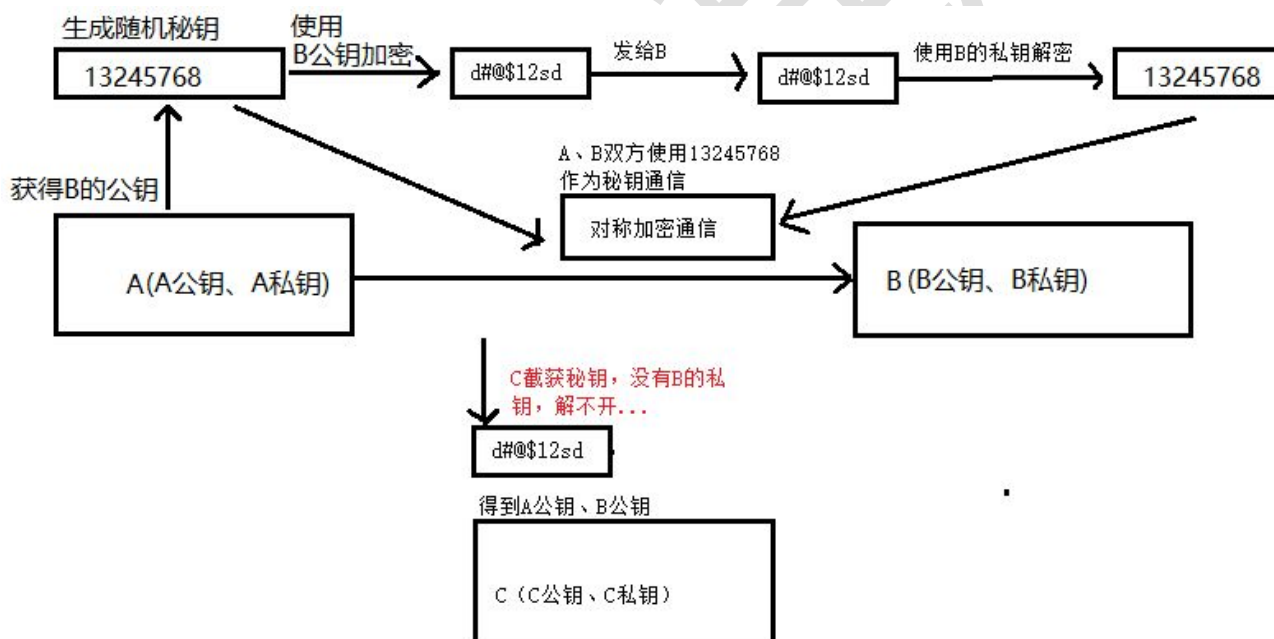 生成随机秘钥
使用
B公钥加密
13245768
d#@$12sd
发给B
d#@$12sd
使用B的私钥解密
13245768
获得B的公钥
A、B双方使用13245768
作为秘钥通信
对称加密通信
A(A公钥、A私钥)
B (B公钥、B私钥)
C截获秘钥，没有B的私
钥，解不开...
d#@$12sd
得到A公钥、B公钥
C（C公钥、C私钥）